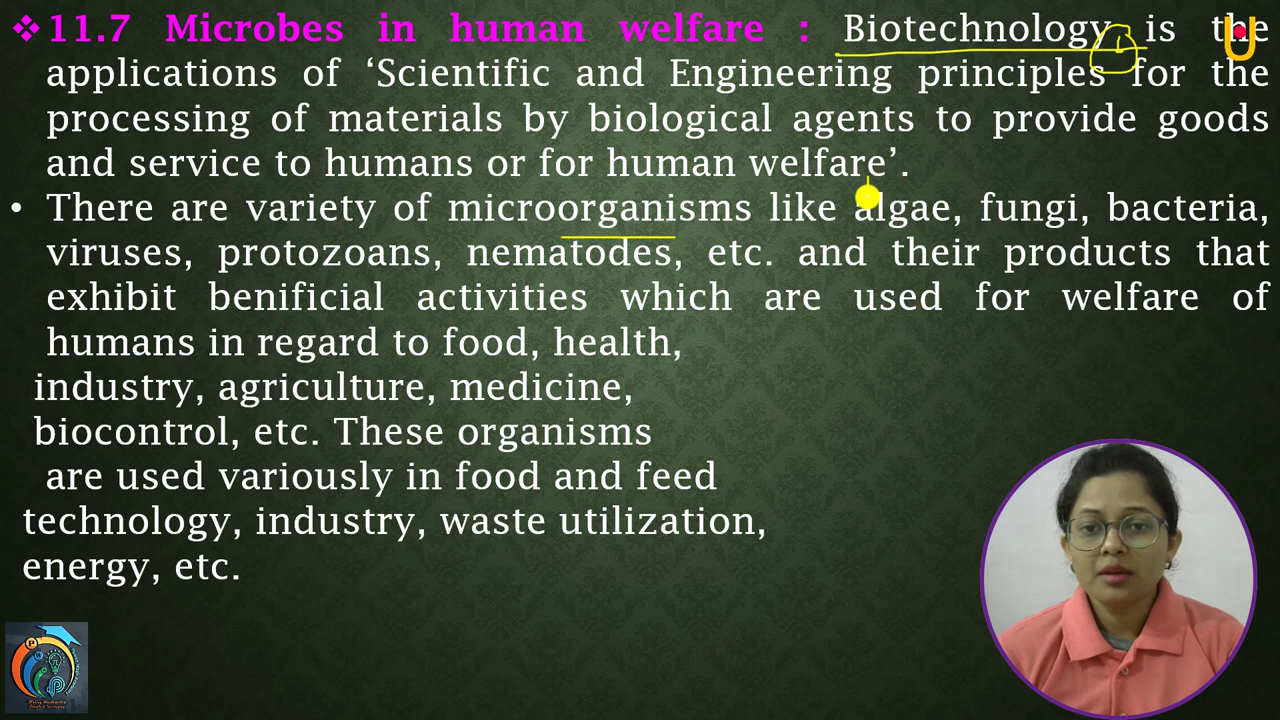 ❖11.7 Microbes in human welfare : Biotechnology is the
applications of ‘Scientific and Engineering principles for the
processing of materials by biological agents to provide goods
and service to humans or for human welfare’.
• There are variety of microorganisms like algae, fungi, bacteria,
viruses, protozoans, nematodes, etc. and their products that
exhibit benificial activities which are used for welfare of
humans in regard to food, health,
industry, agriculture, medicine,
biocontrol, etc. These organisms
are used variously in food and feed
technology, industry, waste utilization,
energy, etc.